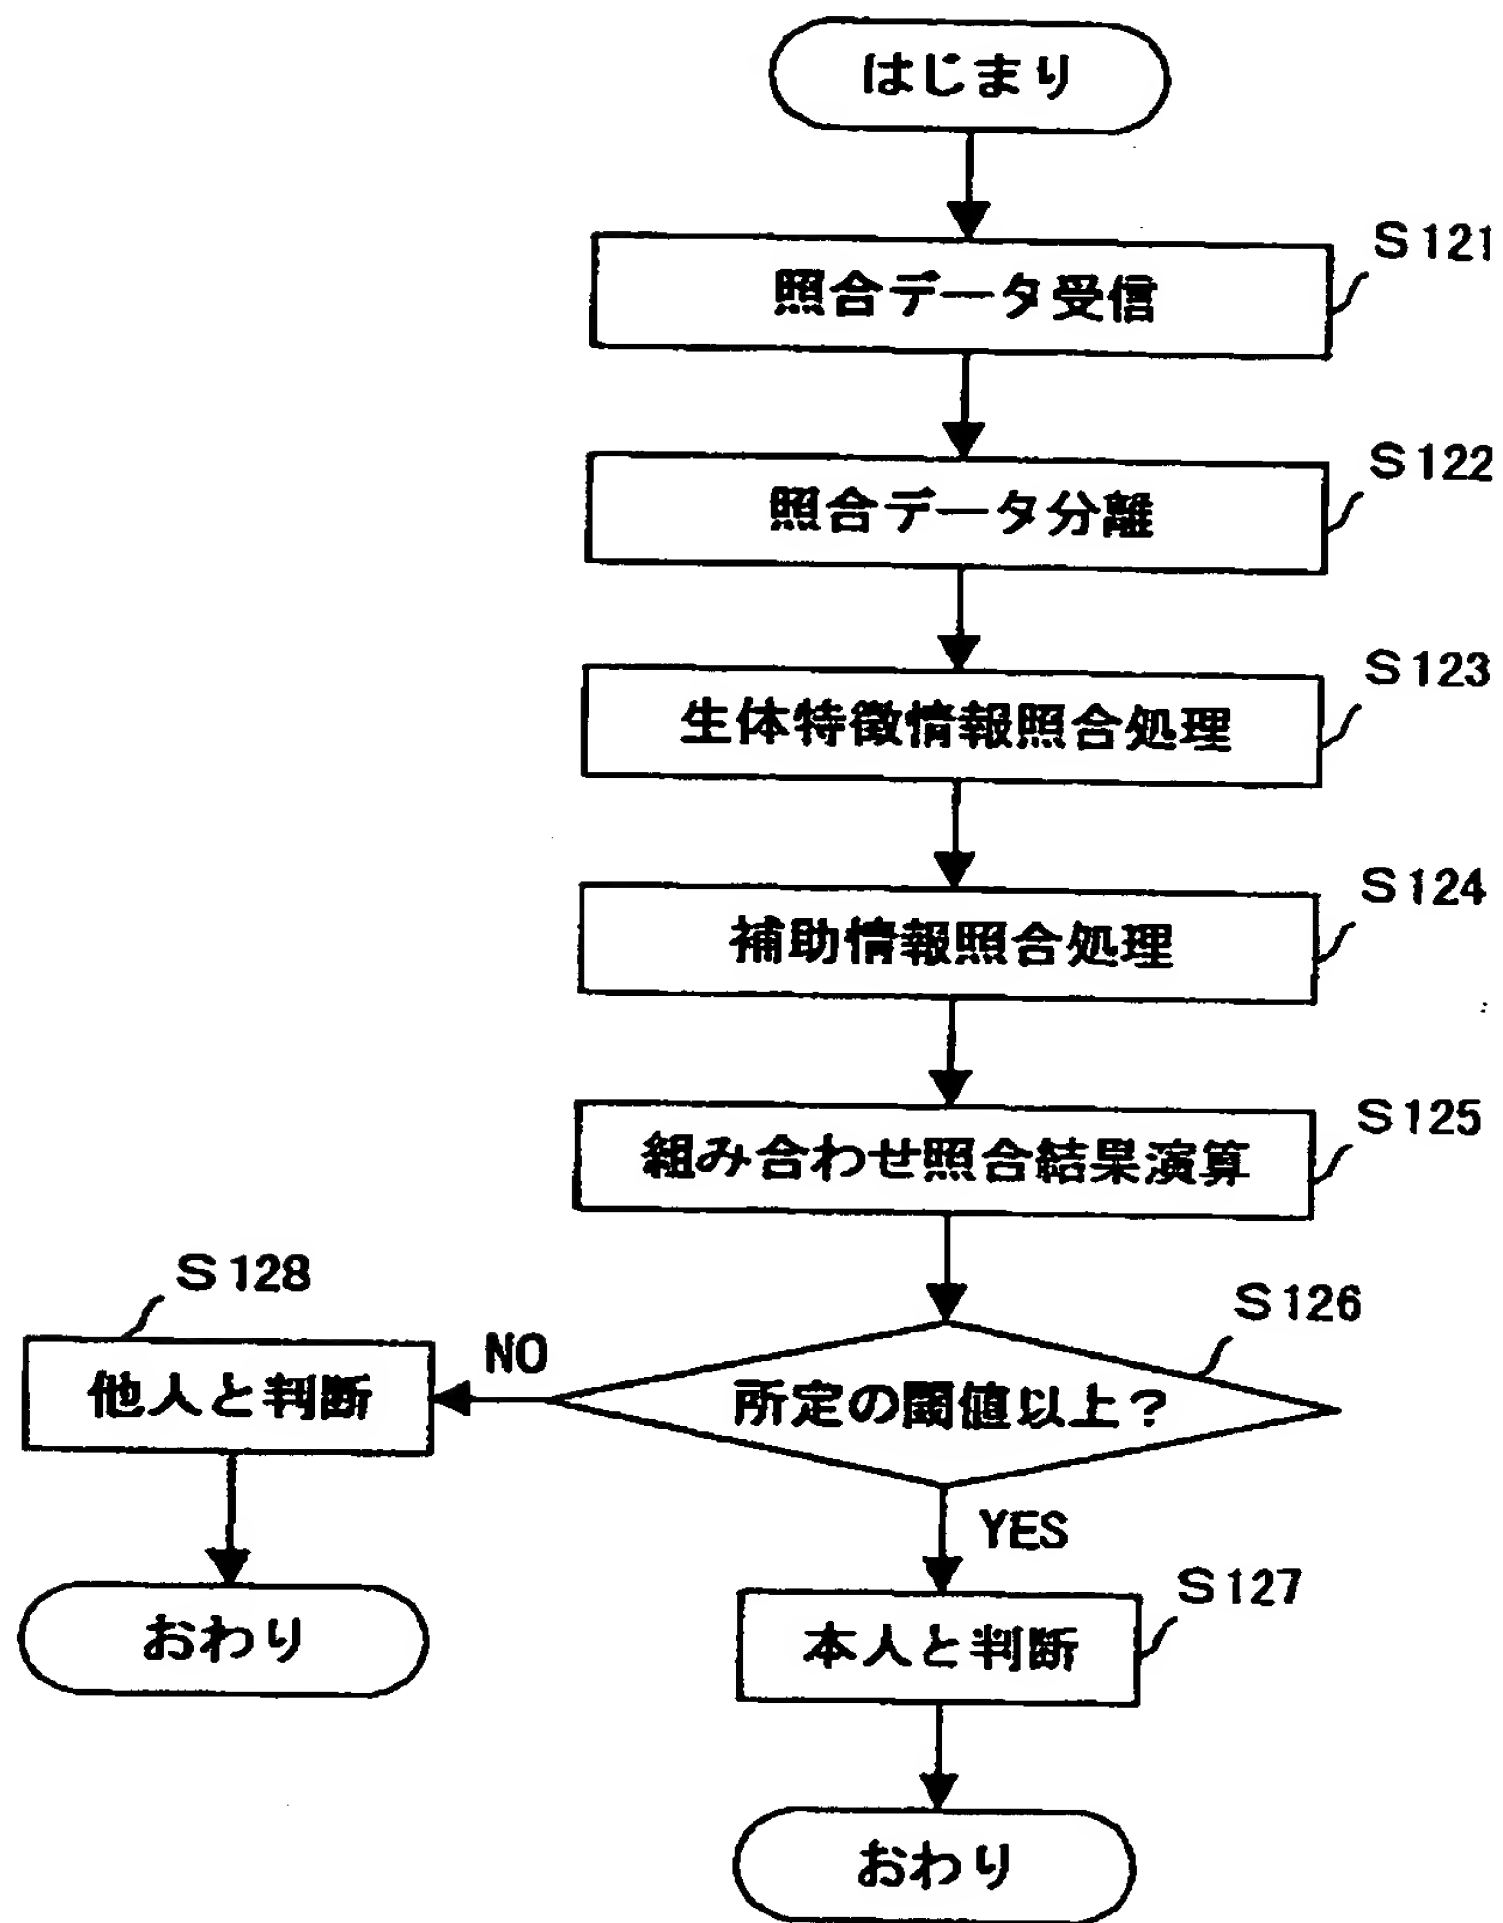 はじまり
S121
照合データ受信
S122
照合データ分離
S123
生体特徴情報照合処理
S124
補助情報照合処理
S125
組み合わせ照合結果演算
S128
S126
NO
他人と判断
所定の閾値以上?
YES
S127
おわり
本人と判断
おわり